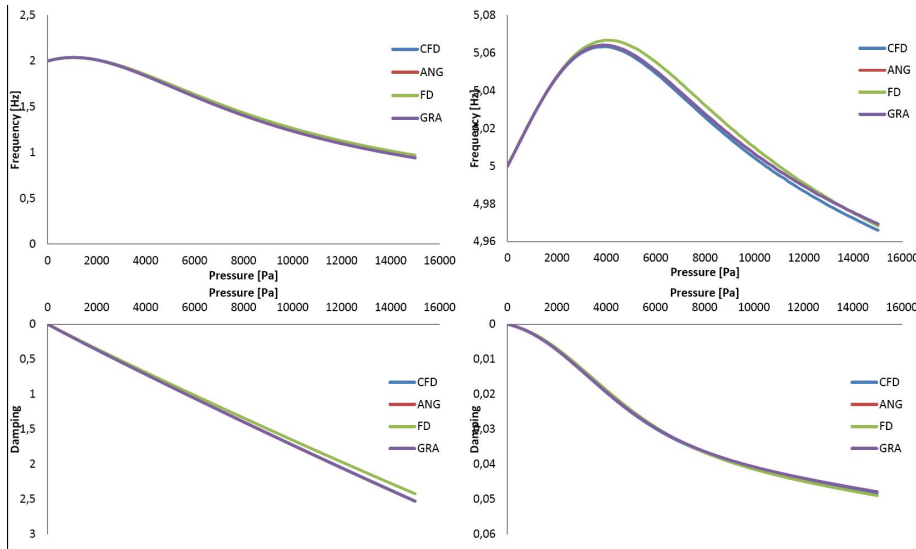 2,5
2
1,5
1
0,5
0
Frequency [Hz]
0 2000 4000 6000 8000 10000 12000 14000 16000
Pressure [Pa]
CFD
ANG
FD
GRA
5,08
5,06
5,04
5,02
5
4,98
4,96
Frequency [Hz]
0 2000 4000 6000 8000 10000 12000 14000 16000
Pressure [Pa]
CFD
ANG
FD
GRA
Pressure [Pa]
0 2000 4000 6000 8000 10000 12000 14000 16000
0
0,5
1
1,5
2
2,5
3
Damping
CFD
ANG
FD
GRA
Pressure [Pa]
0 2000 4000 6000 8000 10000 12000 14000 16000
0
0,01
0,02
0,03
0,04
0,05
0,06
Damping
CFD
ANG
FD
GRA